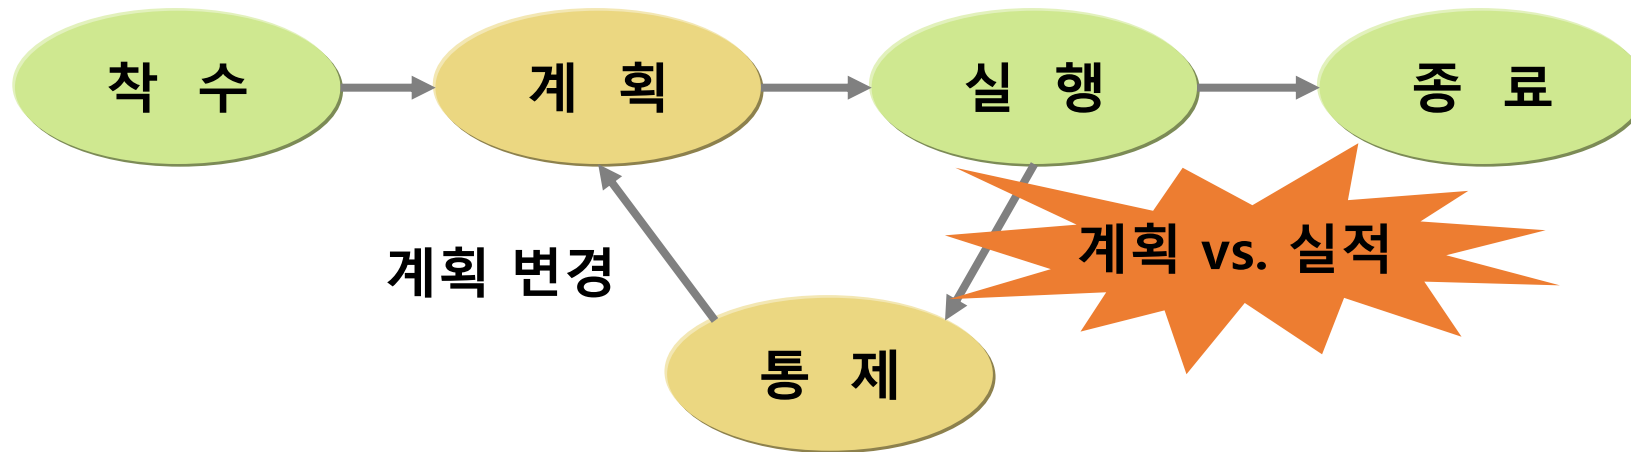 착 수
계 획
실 행
종 료
계획 vs. 실적
계획 변경
통 제